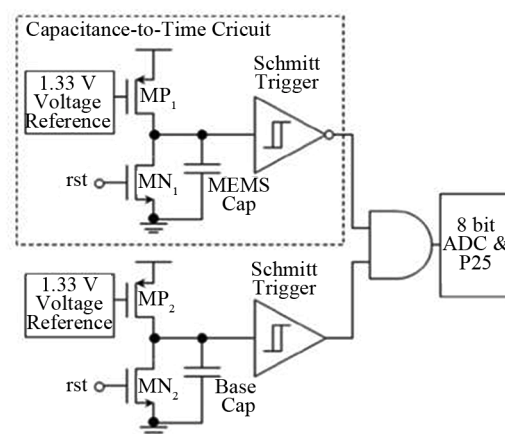 Capacitance-to-Time Cricuit
1.33 V
Voltage
Reference
MP1
Schmitt
Trigger
rst
MN1
MEMS
Cap
8 bit
ADC &
P25
1.33 V
Voltage
Reference
MP2
Schmitt
Trigger
rst
MN2
Base
Cap